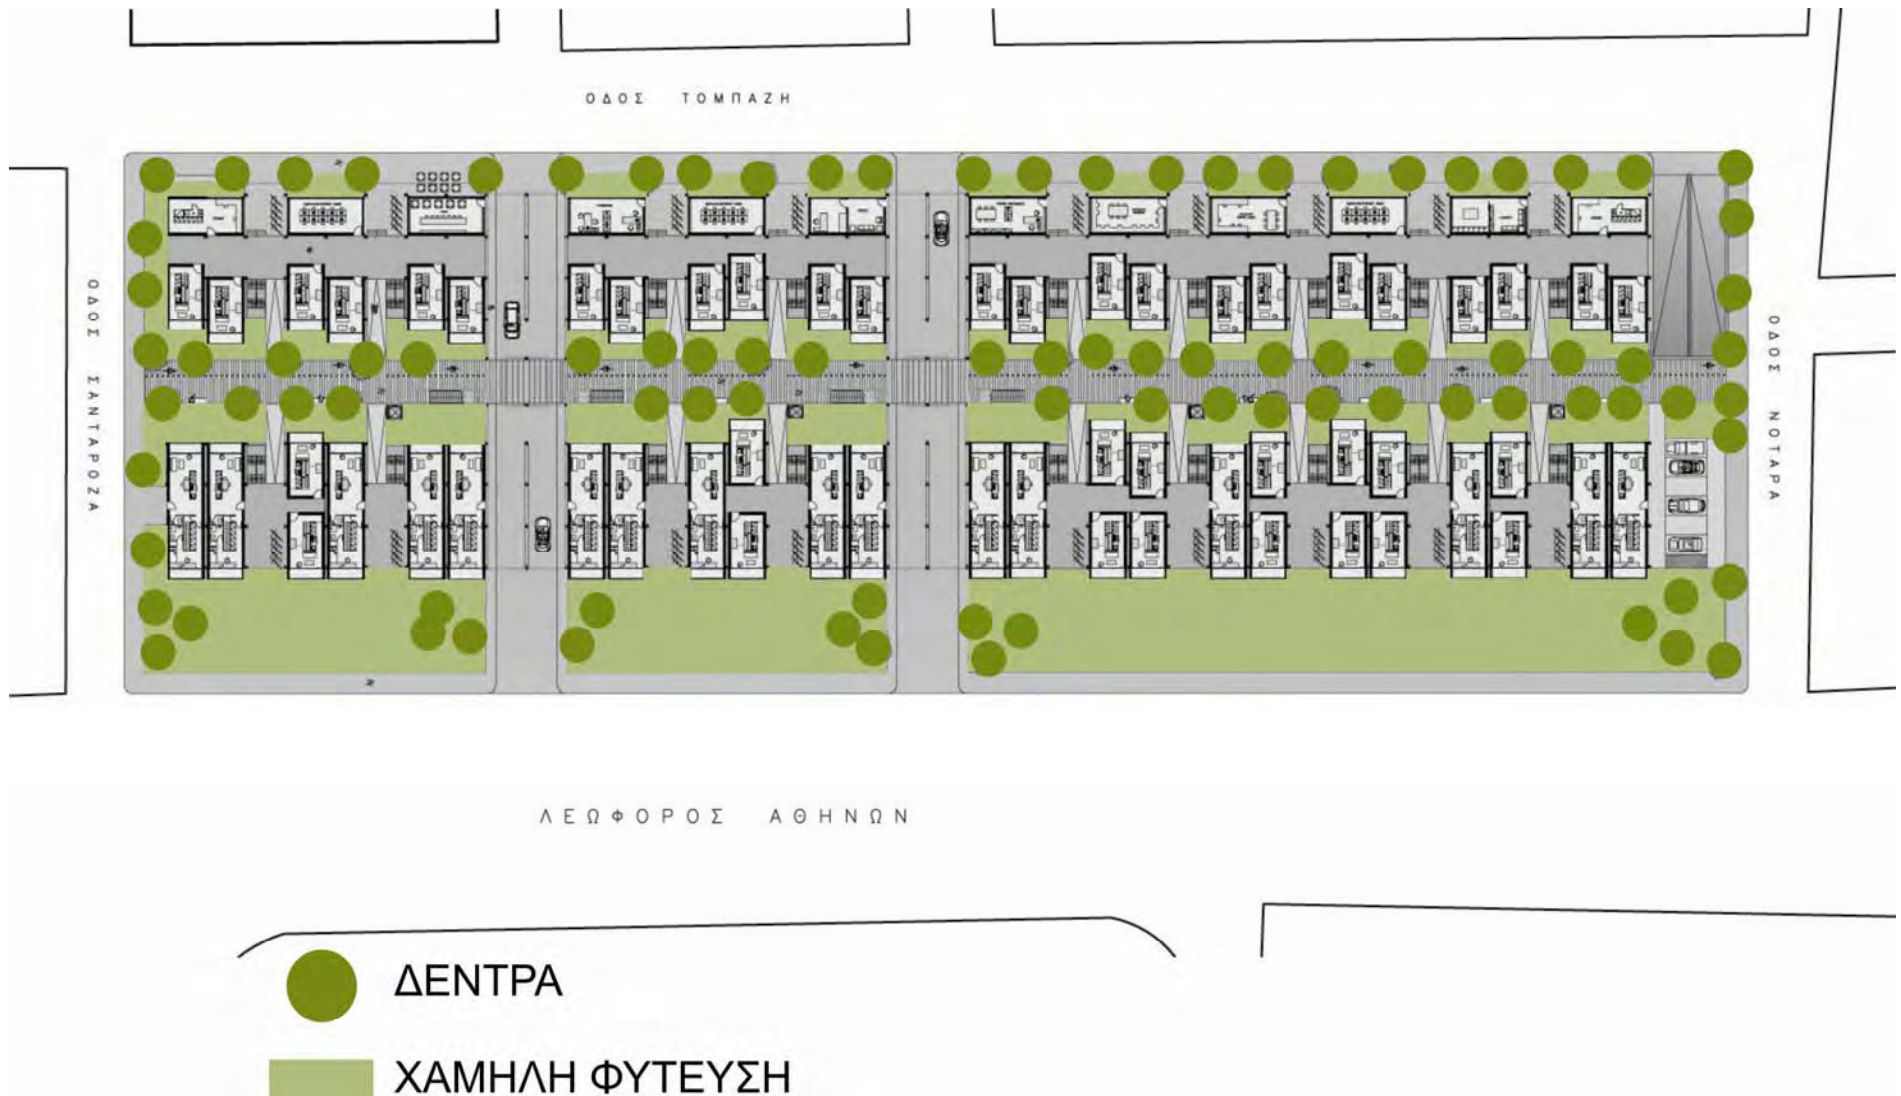 ΟΔΟΣ ΤΟΜΠΑΖΗ
ΟΔΟΣ ΣΑΝΤΑΡΟΖΑ
ΟΔΟΣ ΝΟΤΑΡΑ
ΛΕΩΦΟΡΟΣ ΑΘΗΝΩΝ
ΔΕΝΤΡΑ
ΧΑΜΗΛΗ ΦΥΤΕΥΣΗ